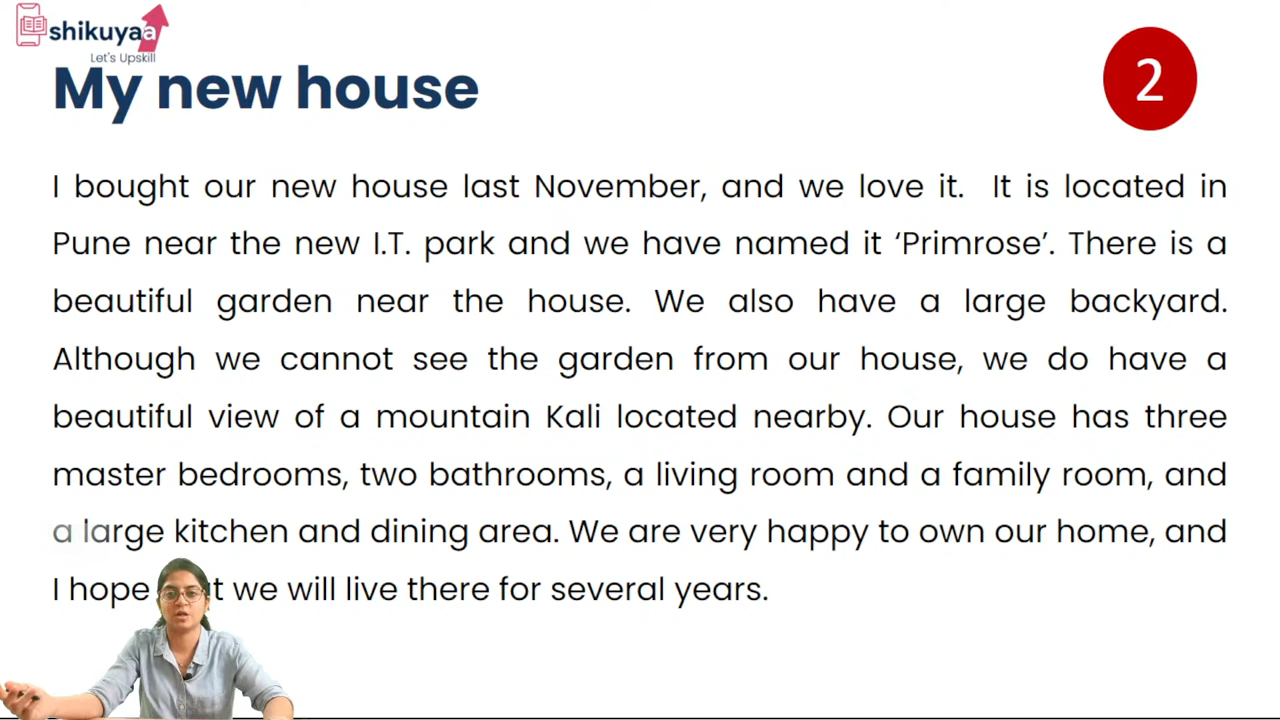 shikuyaa
Let's Upskill
My new house
2
I bought our new house last November, and we love it. It is located in
Pune near the new I.T. park and we have named it ‘Primrose’. There is a
beautiful garden near the house. We also have a large backyard.
Although we cannot see the garden from our house, we do have a
beautiful view of a mountain Kali located nearby. Our house has three
master bedrooms, two bathrooms, a living room and a family room, and
a large kitchen and dining area. We are very happy to own our home, and
I hope we will live there for several years.